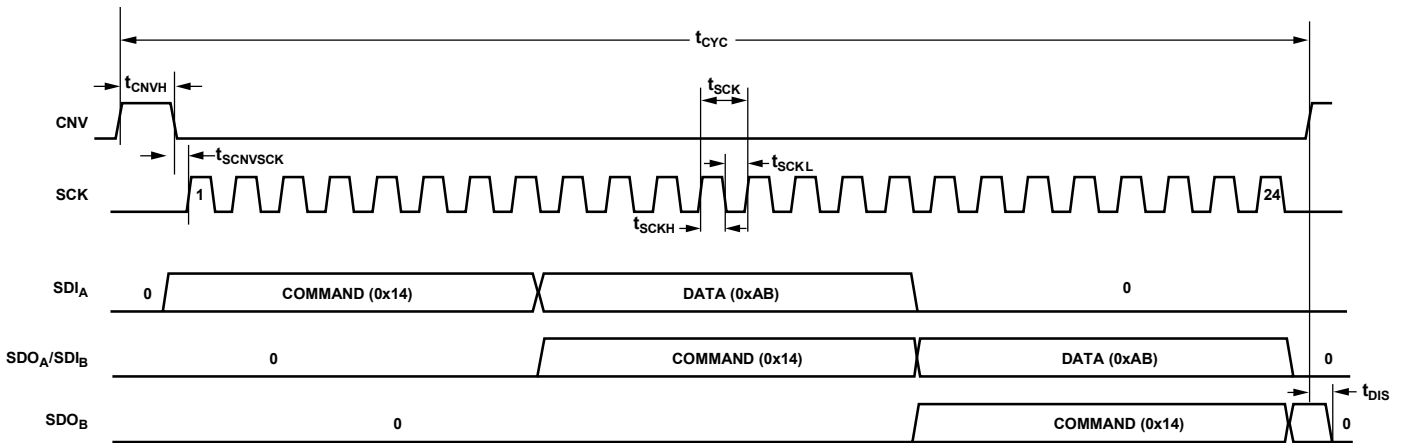 tCYC
tCNVH
tSCK
CNV
tSCNVSCK
tSCKL
SCK
1
24
tSCKH
SDIA
0
COMMAND (0x14)
DATA (0xAB)
0
SDOA/SDIB
0
COMMAND (0x14)
DATA (0xAB)
0
tDIS
SDOB
0
COMMAND (0x14)
0